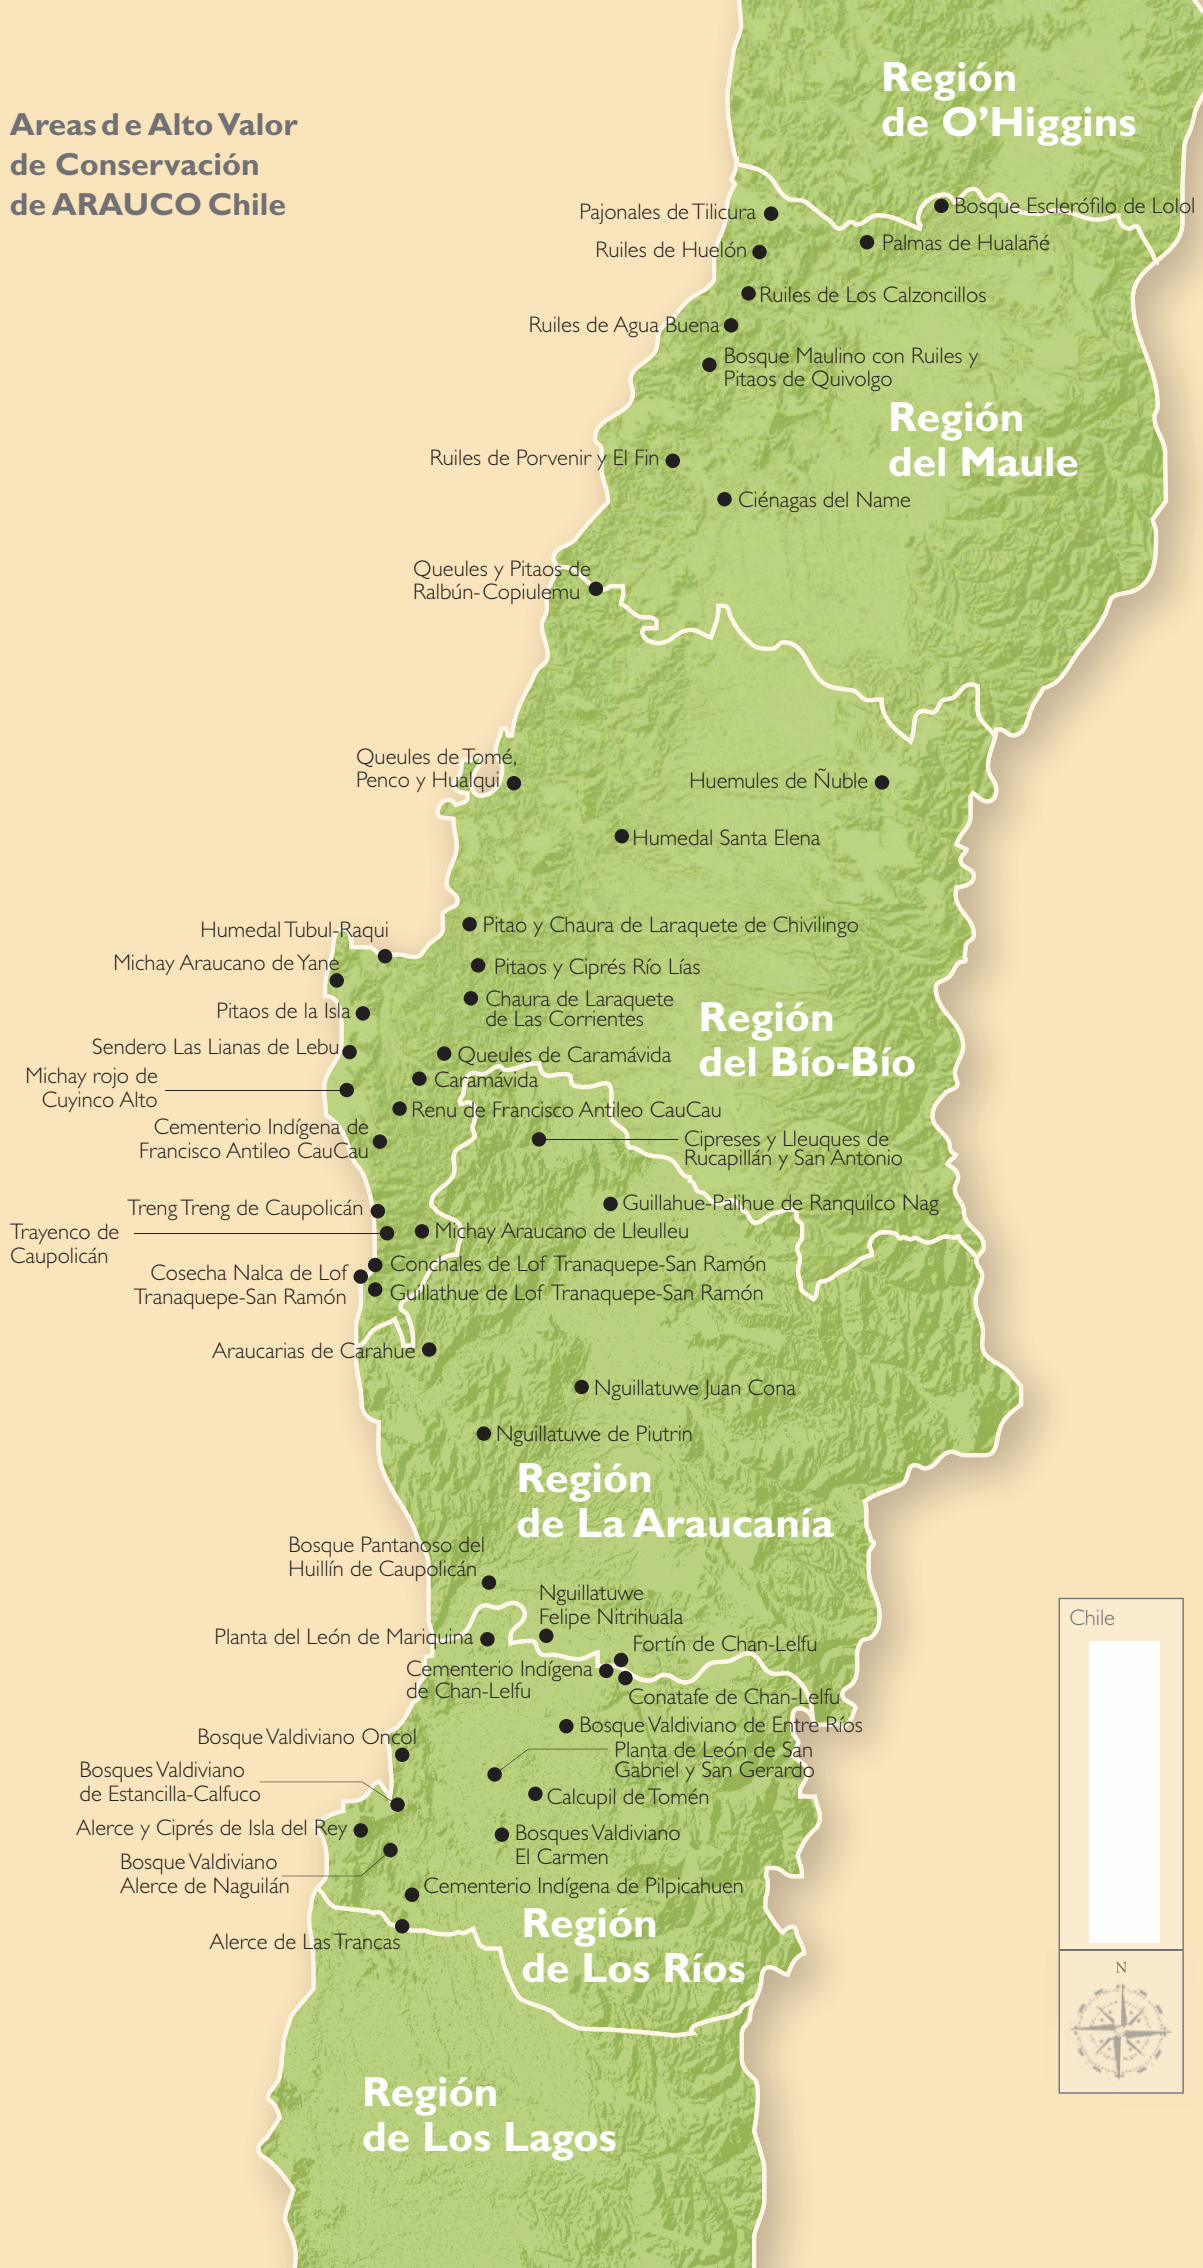 Región
de O'Higgins
Areas d e Alto Valor
de Conservación
de ARAUCO Chile
Pajonales de Tilicura
Bosque Esclerófilo de Lolol
Ruiles de Huelón
Palmas de Hualañé
Ruiles de Los Calzoncillos
Ruiles de Agua Buena
Bosque Maulino con Ruiles y
Pitaos de Quivolgo
Región
del Maule
Ruiles de Porvenir y El Fin
Ciénagas del Name
Queules y Pitaos de
Ralbún-Copiulemu
Queules de Tomé,
Penco y Hualqui
Huemules de Ñuble
Humedal Santa Elena
Pitao y Chaura de Laraquete de Chivilingo
Humedal Tubul-Raqui
Michay Araucano de Yane
Pitaos y Ciprés Río Lías
Chaura de Laraquete
de Las Corrientes
Pitaos de la Isla
Región
del Bío-Bío
Sendero Las Lianas de Lebu
Queules de Caramávida
Michay rojo de
Cuyinco Alto
Caramávida
Renu de Francisco Antileo CauCau
Cementerio Indígena de
Francisco Antileo CauCau
Cipreses y Lleuques de
Rucapillán y San Antonio
Treng Treng de Caupolicán
Guillahue-Palihue de Ranquilco Nag
Trayenco de
Caupolicán
Michay Araucano de Lleulleu
Conchales de Lof Tranaquepe-San Ramón
Cosecha Nalca de Lof
Tranaquepe-San Ramón
Guillathue de Lof Tranaquepe-San Ramón
Araucarias de Carahue
Nguillatuwe Juan Cona
Nguillatuwe de Piutrin
Región
de La Araucanía
Bosque Pantanoso del
Huillín de Caupolicán
Nguillatuwe
Felipe Nitrihuala
Planta del León de Mariquina
Fortín de Chan-Lelfu
Cementerio Indígena
de Chan-Lelfu
Conatafe de Chan-Lelfu
Bosque Valdiviano de Entre Ríos
Bosque Valdiviano Oncol
Planta de León de San
Gabriel y San Gerardo
Bosques Valdiviano
de Estancilla-Calfuco
Calcupil de Tomén
Alerce y Ciprés de Isla del Rey
Bosques Valdiviano
El Carmen
Bosque Valdiviano
Alerce de Naguilán
Cementerio Indígena de Pilpicahuen
Alerce de Las Trancas
Región
de Los Ríos
Región
de Los Lagos
Chile
N